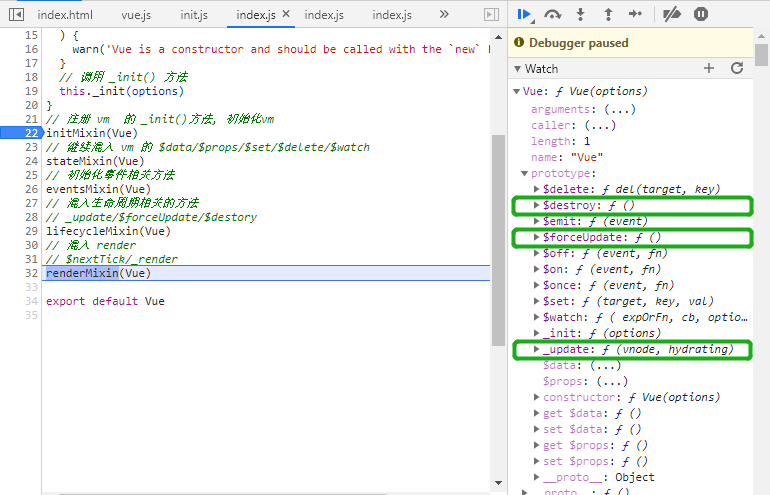 index.html vue.js init.js index.js × index.js index.js »
15 ) {
16 warn('Vue is a constructor and should be called with the `new`
17 }
18 // 调用 _init() 方法
19 this._init(options)
20 }
21 // 注册 vm 的 _init()方法, 初始化vm
22 initMixin(Vue)
23 // 继续混入 vm 的 $data/$props/$set/$delete/$watch
24 stateMixin(Vue)
25 // 初始化事件相关方法
26 eventsMixin(Vue)
27 // 混入生命周期相关的方法
28 // _update/$forceUpdate/$destory
29 lifecycleMixin(Vue)
30 // 混入 render
31 // $nextTick/_render
32 renderMixin(Vue)
33
34 export default Vue
35
Debugger paused
Watch
Vue: ƒ Vue(options)
arguments: (...)
caller: (...)
length: 1
name: "Vue"
prototype:
$delete: ƒ del(target, key)
$destroy: ƒ ()
$emit: ƒ (event)
$forceUpdate: ƒ ()
$off: ƒ (event, fn)
$on: ƒ (event, fn)
$once: ƒ (event, fn)
$set: ƒ (target, key, val)
$watch: ƒ ( expOrFn, cb, optio…
_init: ƒ (options)
_update: ƒ (vnode, hydrating)
$data: (...)
$props: (...)
constructor: ƒ Vue(options)
get $data: ƒ ()
set $data: ƒ ()
get $props: ƒ ()
set $props: ƒ ()
__proto__: Object
__proto__: ƒ ()